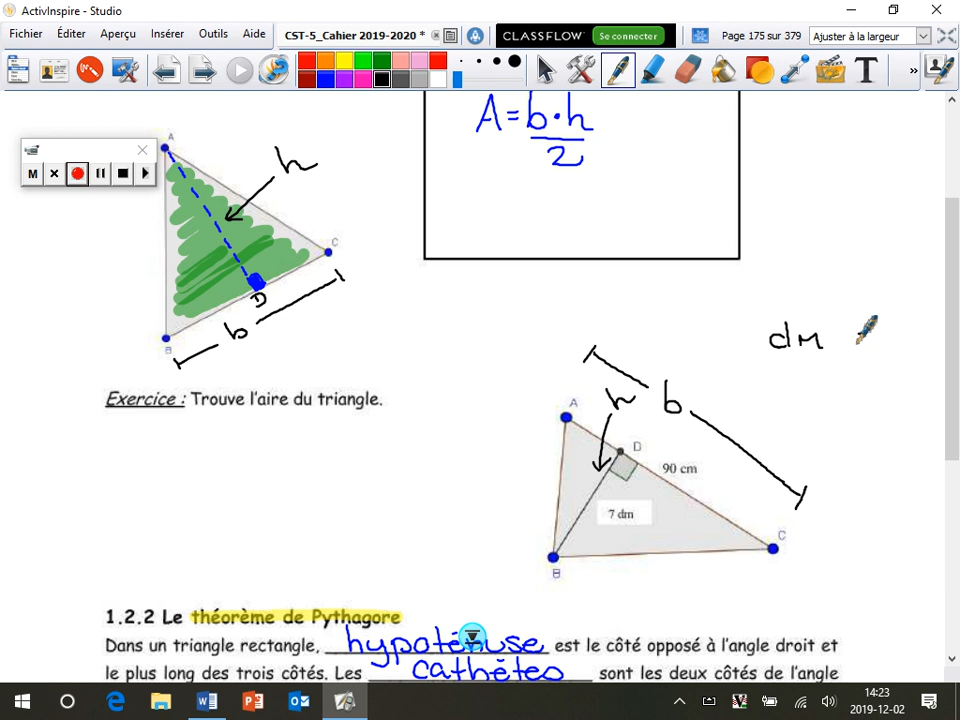 ActivInspire - Studio
Fichier Éditer Aperçu Insérer Outils Aide CST-5_Cahier 2019-2020 * CLASSFLOW Se connecter Page 175 sur 379 Ajuster à la largeur
T »
A = b·h
2
M
A
h
C
D
b
B
dm
b
h
Exercice : Trouve l'aire du triangle.
A
D
90 cm
7 dm
C
B
1.2.2 Le théorème de Pythagore
Dans un triangle rectangle, hypoténuse est le côté opposé à l'angle droit et
le plus long des trois côtés. Les cathètes sont les deux côtés de l'angle
14:23
2019-12-02